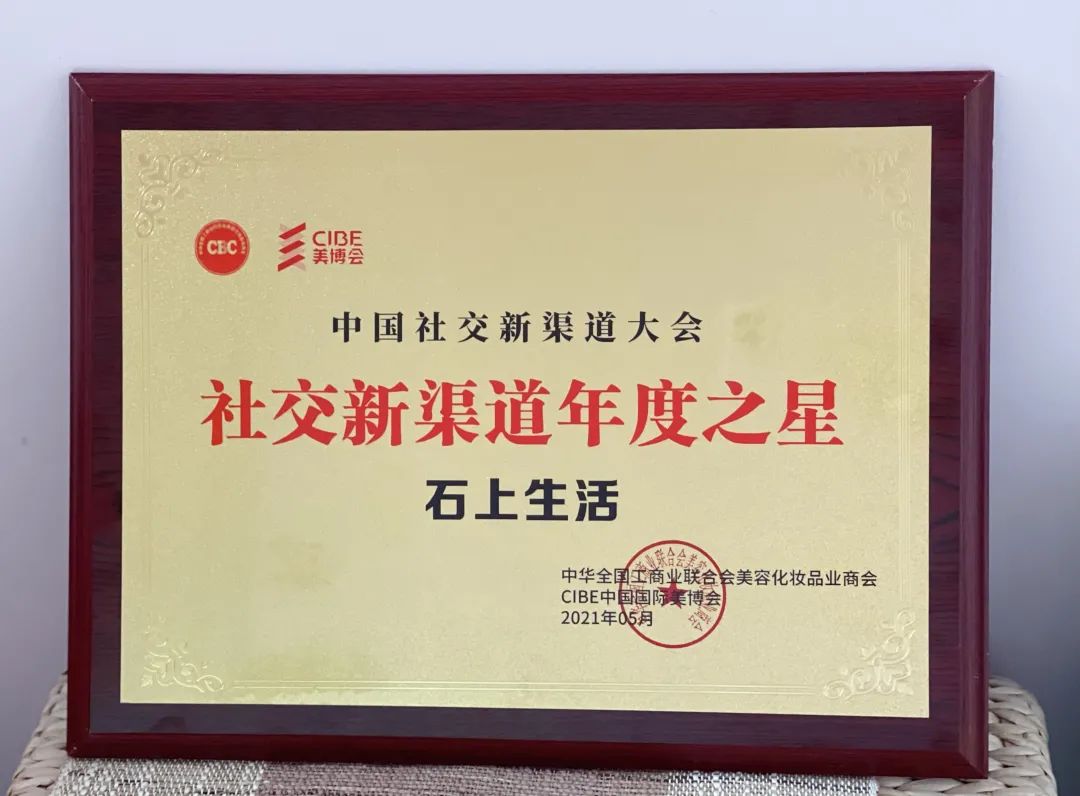 CBC
CIBE
美博会
中国社交新渠道大会
社交新渠道年度之星
石上生活
中华全国工商业联合会美容化妆品业商会
CIBE中国国际美博会
2021年05月